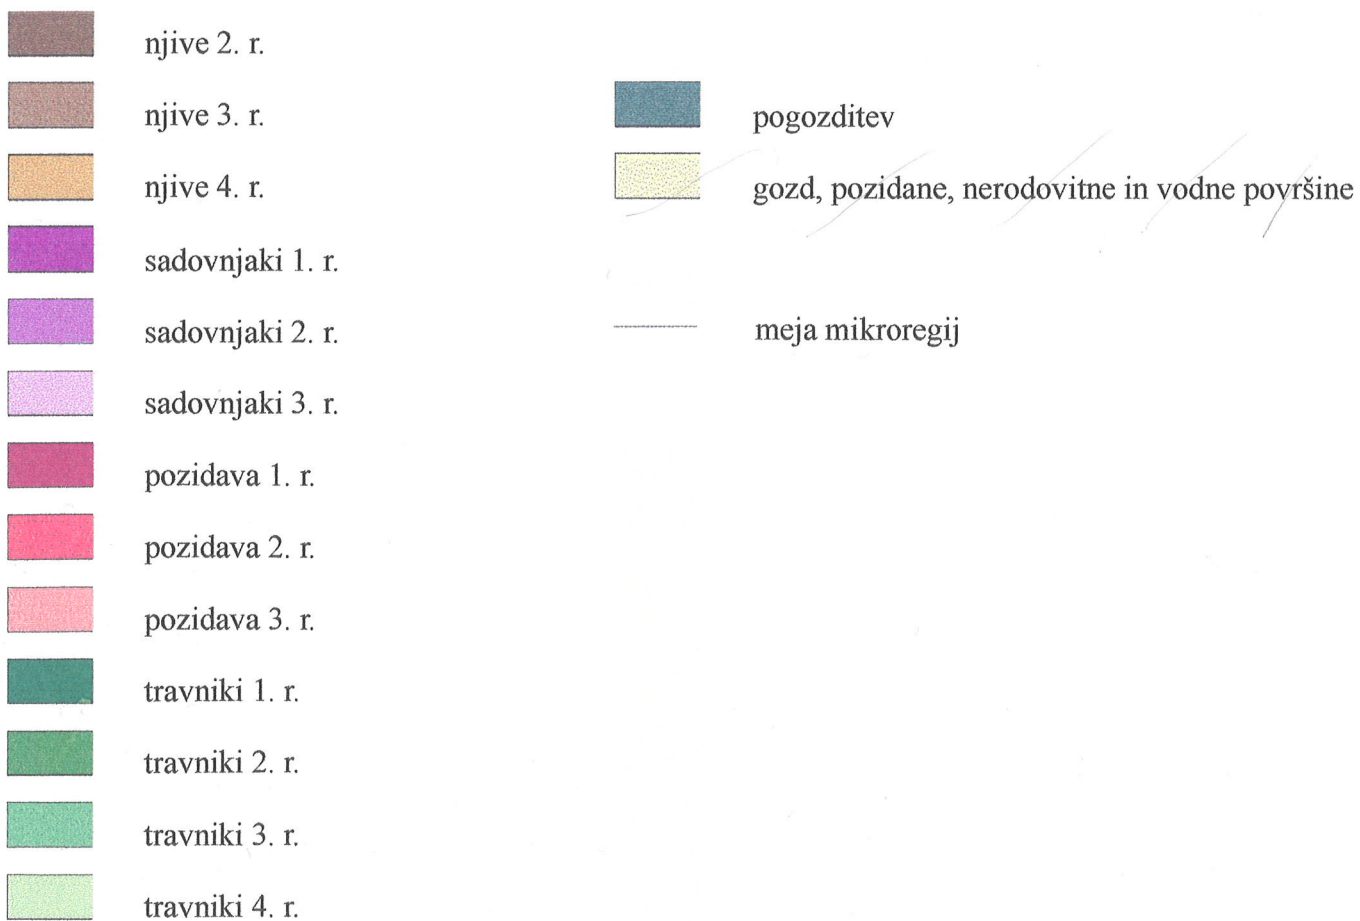 njive 2. r.
njive 3. r.
njive 4. r.
sadovnjaki 1. r.
sadovnjaki 2. r.
sadovnjaki 3. r.
pozidava 1. r.
pozidava 2. r.
pozidava 3. r.
travniki 1. r.
travniki 2. r.
travniki 3. r.
travniki 4. r.
pogozditev
gozd, pozidane, nerodovitne in vodne površine
meja mikroregij